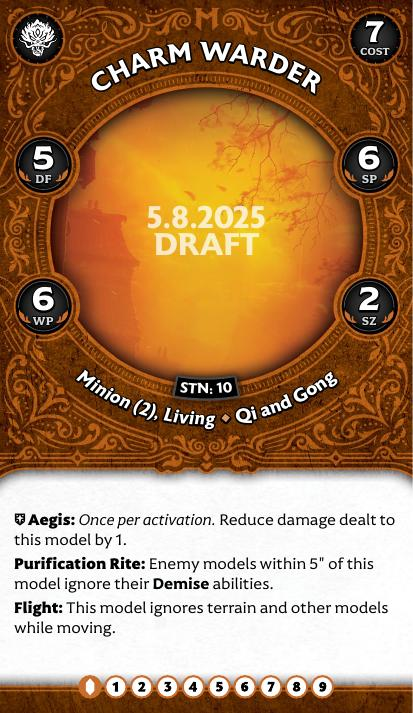 7
COST
CHARM WARDER
5
DF
6
SP
5.8.2025
DRAFT
6
WP
2
SZ
STN: 10
Minion (2), Living ◆ Qi and Gong
Aegis: Once per activation. Reduce damage dealt to
this model by 1.
Purification Rite: Enemy models within 5" of this
model ignore their Demise abilities.
Flight: This model ignores terrain and other models
while moving.
1 2 3 4 5 6 7 8 9